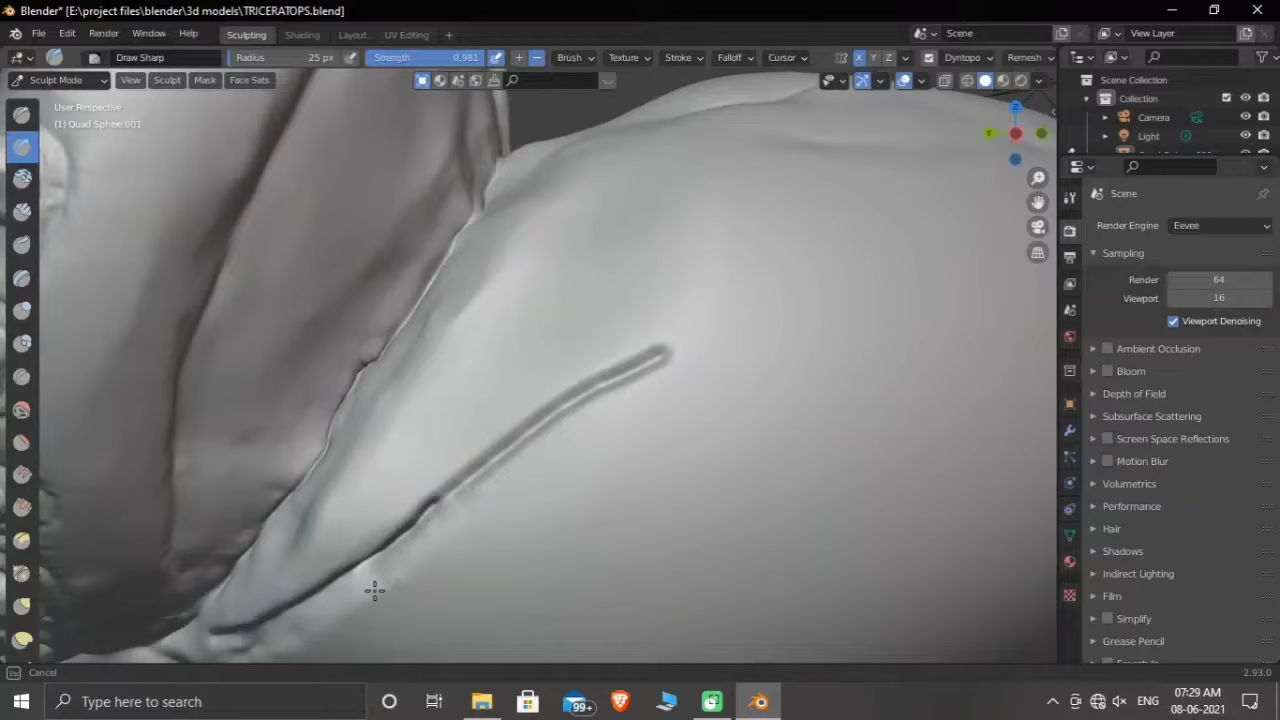 Blender* [E:\project files\blender\3d models\TRICERATOPS.blend]
File Edit Render Window Help Sculpting Shading UV Editing + Scene View Layer
Draw Sharp Radius 25 px Strength 0.981 + − Brush Texture Stroke Falloff Cursor X Y Z Dyntopo Remesh
Sculpt Mode View Sculpt Mask Face Sets
User Perspective
(1) Quad Sphere.001
Z
Y
Scene Collection
Collection
Camera
Light
Scene
Render Engine Eevee
Sampling
Render 64
Viewport 16
Viewport Denoising
Ambient Occlusion
Bloom
Depth of Field
Subsurface Scattering
Screen Space Reflections
Motion Blur
Volumetrics
Performance
Hair
Curves
Shadows
Indirect Lighting
Film
Simplify
Grease Pencil
Esc Cancel 2.93.0
Type here to search
99+
ENG
07:29 AM
08-06-2021